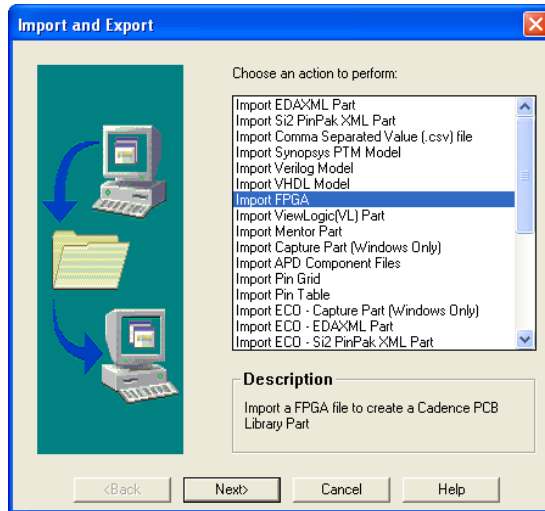 Import and Export
Choose an action to perform:
Import EDAXML Part
Import Si2 PinPak XML Part
Import Comma Separated Value (.csv) file
Import Synopsys PTM Model
Import Verilog Model
Import VHDL Model
Import FPGA
Import ViewLogic(VL) Part
Import Mentor Part
Import Capture Part (Windows Only)
Import APD Component Files
Import Pin Grid
Import Pin Table
Import ECO - Capture Part (Windows Only)
Import ECO - EDAXML Part
Import ECO - Si2 PinPak XML Part
Description
Import a FPGA file to create a Cadence PCB
Library Part
<Back
Next>
Cancel
Help